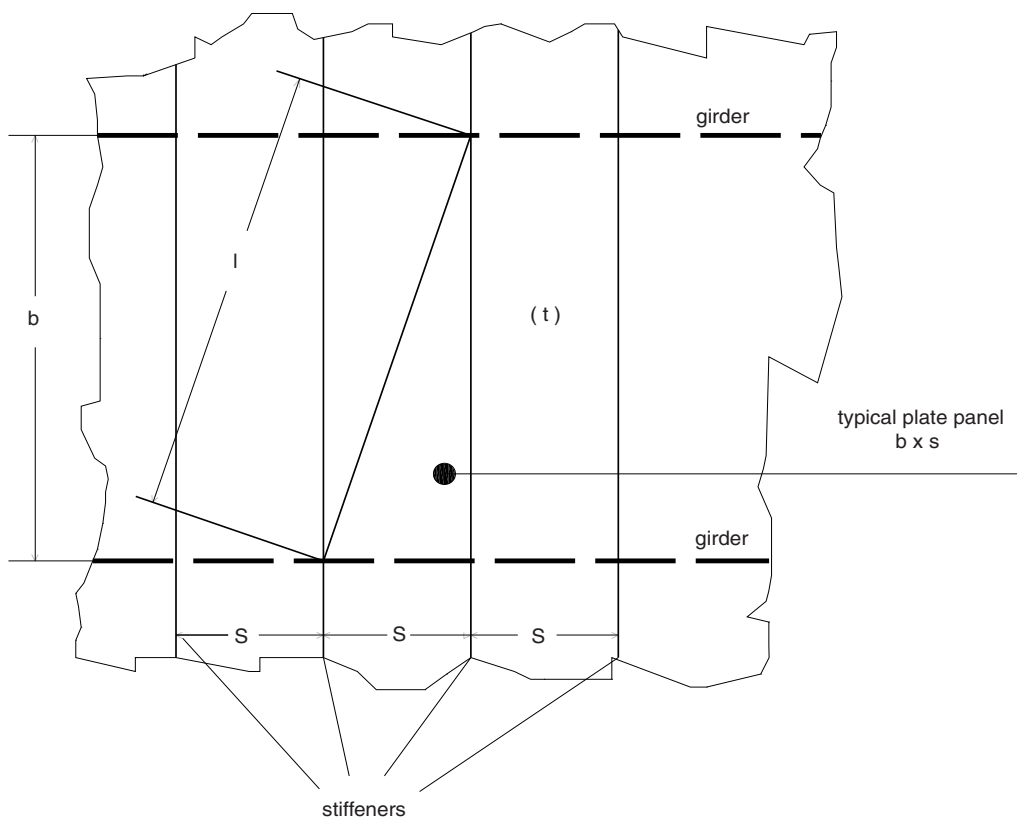 girder
l
b
( t )
typical plate panel
b x s
girder
S
S
S
stiffeners